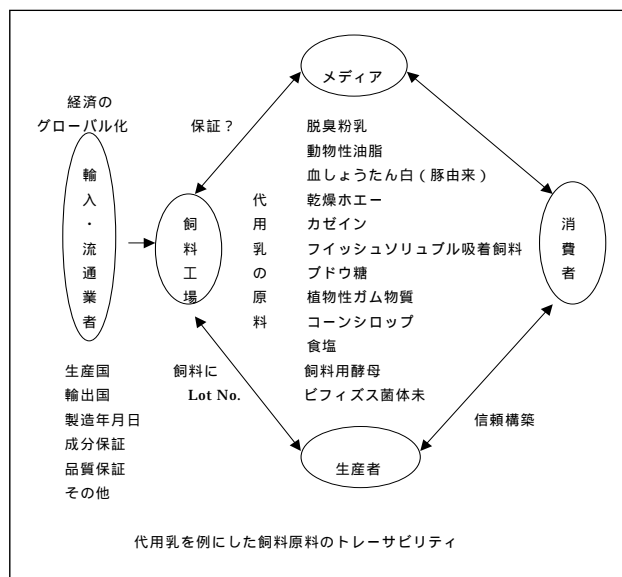 メディア
経済の
グローバル化
保証？
輸入・流通業者
飼料工場
代用乳の原料
脱臭粉乳
動物性油脂
血しょうたん白（豚由来）
乾燥ホエー
カゼイン
フイッシュソリュブル吸着飼料
ブドウ糖
植物性ガム物質
コーンシロップ
食塩
飼料用酵母
ビフィズス菌体末
消費者
生産国
輸出国
製造年月日
成分保証
品質保証
その他
飼料に
Lot No.
信頼構築
生産者
代用乳を例にした飼料原料のトレーサビリティ